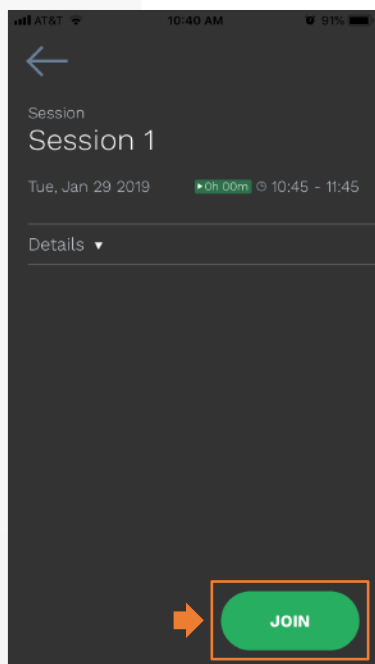 AT&T 10:40 AM 91%
Session
Session 1
Tue, Jan 29 2019 0h 00m 10:45 - 11:45
Details
JOIN